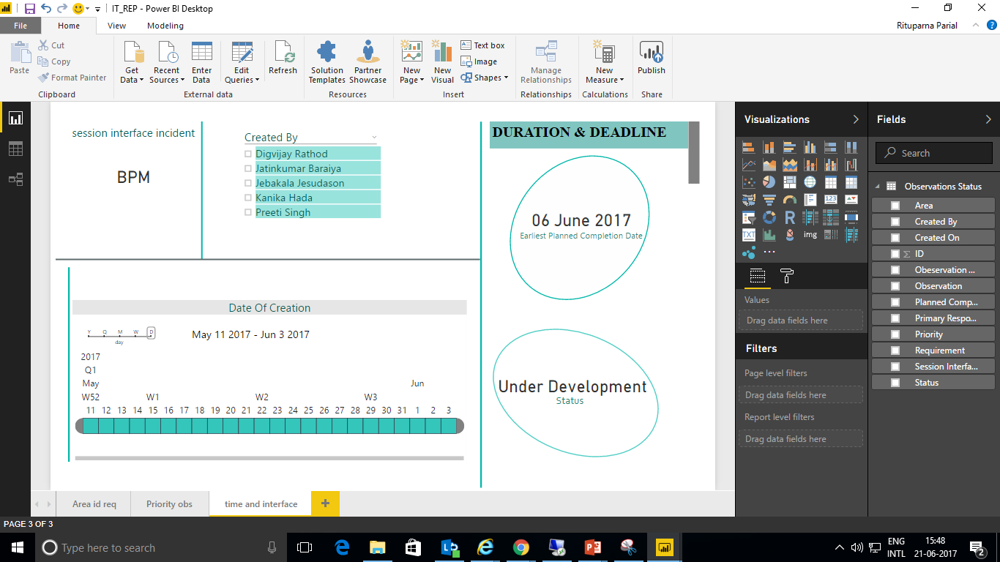 IT_REP - Power BI Desktop
File
Home
View
Modeling
Rituparna Parial
Paste
Cut
Copy
Format Painter
Clipboard
Get Data
Recent Sources
Enter Data
Edit Queries
Refresh
External data
Solution Templates
Partner Showcase
Resources
New Page
New Visual
Text box
Image
Shapes
Insert
Manage Relationships
Relationships
New Measure
Calculations
Publish
Share
session interface incident
BPM
Created By
Digvijay Rathod
Jatinkumar Baraiya
Jebakala Jesudason
Kanika Hada
Preeti Singh
DURATION & DEADLINE
06 June 2017
Earliest Planned Completion Date
Date Of Creation
Y Q M W D
day
May 11 2017 - Jun 3 2017
2017
Q1
May Jun
W52 W1 W2 W3
11 12 13 14 15 16 17 18 19 20 21 22 23 24 25 26 27 28 29 30 31 1 2 3
Under Development
Status
Visualizations
R
123
TXT
img
Values
Drag data fields here
Filters
Page level filters
Drag data fields here
Report level filters
Drag data fields here
Fields
Search
Observations Status
Area
Created By
Created On
Σ ID
Obeservation ...
Observation
Planned Comp...
Primary Respo...
Priority
Requirement
Session Interfa...
Status
Area id req
Priority obs
time and interface
PAGE 3 OF 3
Type here to search
ENG
INTL
15:48
21-06-2017
2